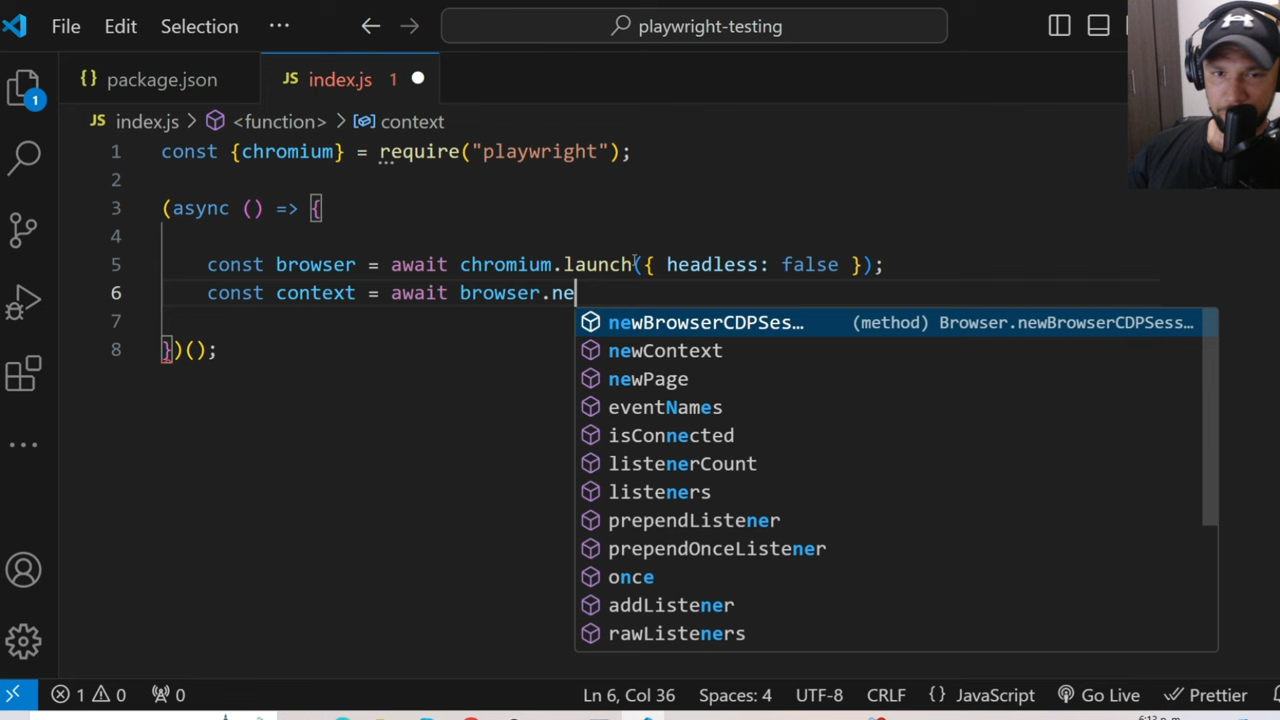 File Edit Selection ··· playwright-testing
{} package.json JS index.js 1
JS index.js > <function> > context
1 const {chromium} = require("playwright");
2
3 (async () => {
4
5 const browser = await chromium.launch({ headless: false });
6 const context = await browser.ne
newBrowserCDPSes… (method) Browser.newBrowserCDPSess…
7
newContext
8 })();
newPage
eventNames
isConnected
listenerCount
listeners
prependListener
prependOnceListener
once
addListener
rawListeners
1
1 0 0 Ln 6, Col 36 Spaces: 4 UTF-8 CRLF {} JavaScript Go Live Prettier